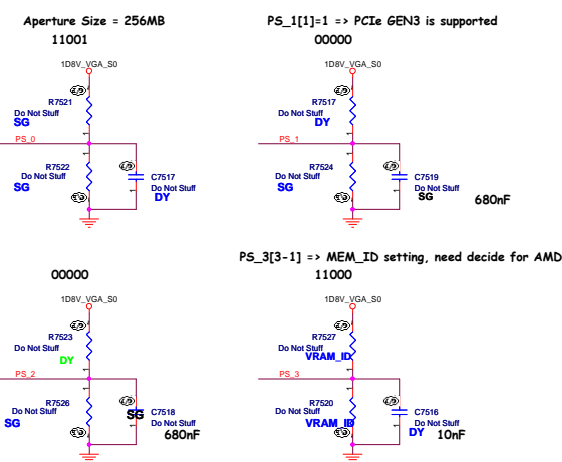 Aperture Size = 256MB
11001
1D8V_VGA_S0
R7521
Do Not Stuff
SG
PS_0
R7522
Do Not Stuff
SG
C7517
Do Not Stuff
DY
PS_1[1]=1 => PCIe GEN3 is supported
00000
1D8V_VGA_S0
R7517
Do Not Stuff
DY
PS_1
R7524
Do Not Stuff
SG
C7519
Do Not Stuff
SG
680nF
00000
1D8V_VGA_S0
R7523
Do Not Stuff
DY
PS_2
R7526
Do Not Stuff
SG
SG
C7518
Do Not Stuff
680nF
PS_3[3-1] => MEM_ID setting, need decide for AMD
11000
1D8V_VGA_S0
R7527
Do Not Stuff
VRAM_ID
PS_3
R7520
Do Not Stuff
VRAM_ID
C7516
Do Not Stuff
DY
10nF